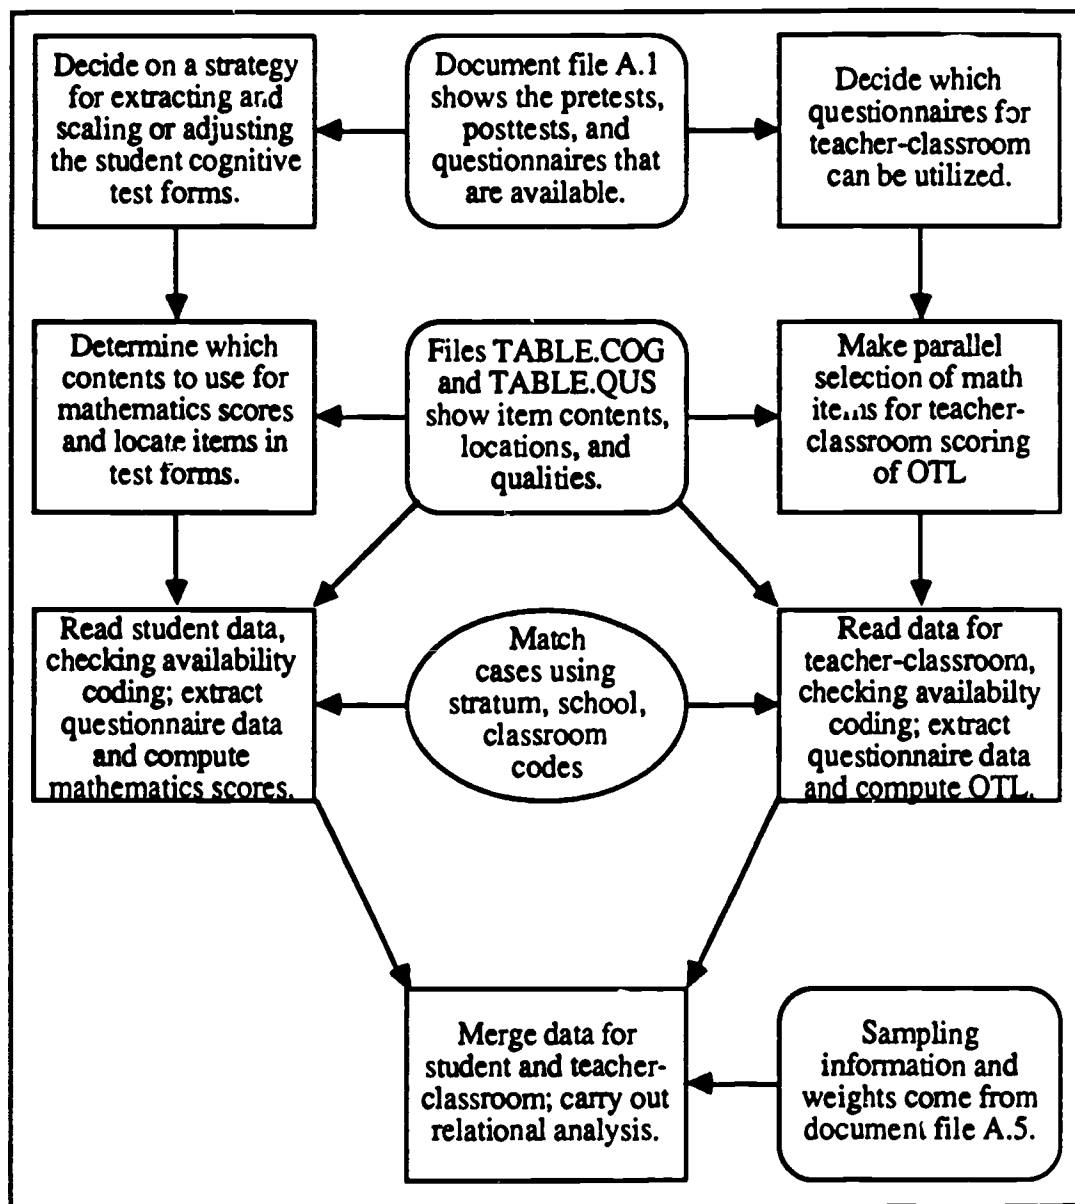 Decide on a strategy
for extracting and
scaling or adjusting
the student cognitive
test forms.
Document file A.1
shows the pretests,
posttests, and
questionnaires that
are available.
Decide which
questionnaires for
teacher-classroom
can be utilized.
Determine which
contents to use for
mathematics scores
and locate items in
test forms.
Files TABLE.COG
and TABLE.QUS
show item contents,
locations, and
qualities.
Make parallel
selection of math
items for teacher-
classroom scoring
of OTL
Read student data,
checking availability
coding; extract
questionnaire data
and compute
mathematics scores.
Match
cases using
stratum, school,
classroom
codes
Read data for
teacher-classroom,
checking availabilty
coding; extract
questionnaire data
and compute OTL.
Merge data for
student and teacher-
classroom; carry out
relational analysis.
Sampling
information and
weights come from
document file A.5.